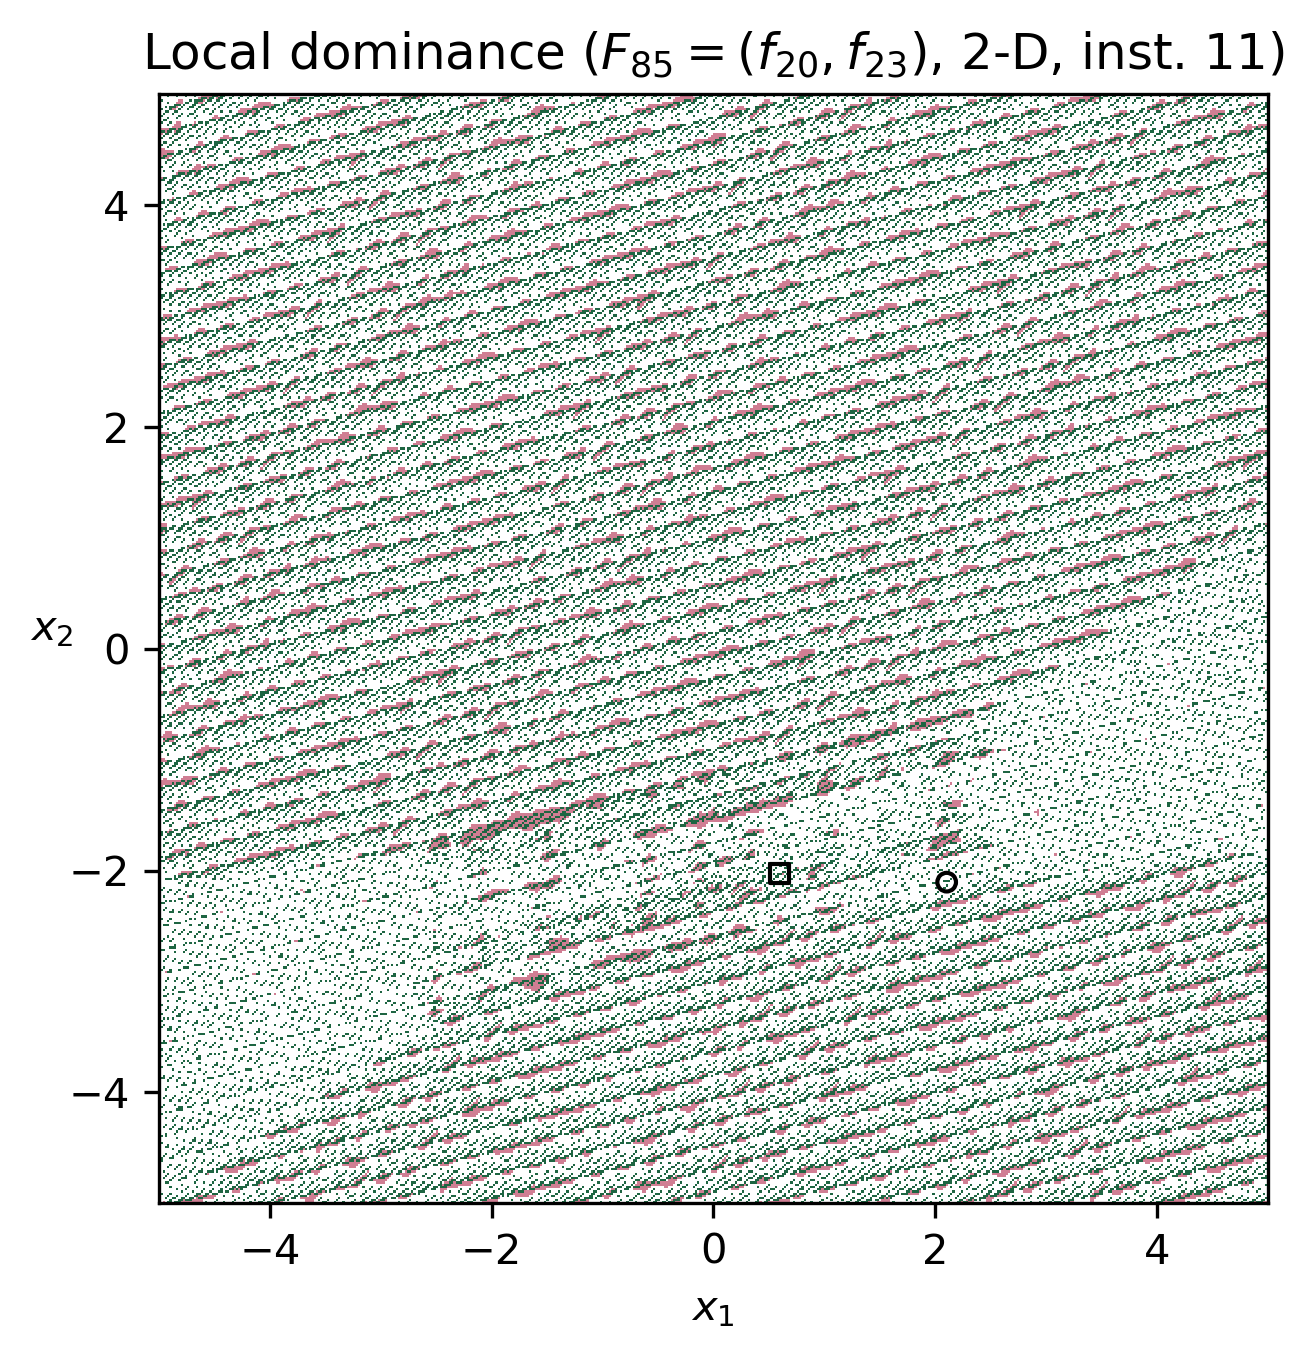 Local dominance (F₈₅ = (f₂₀, f₂₃), 2-D, inst. 11)
4
2
0
−2
−4
x₂
−4 −2 0 2 4
x₁